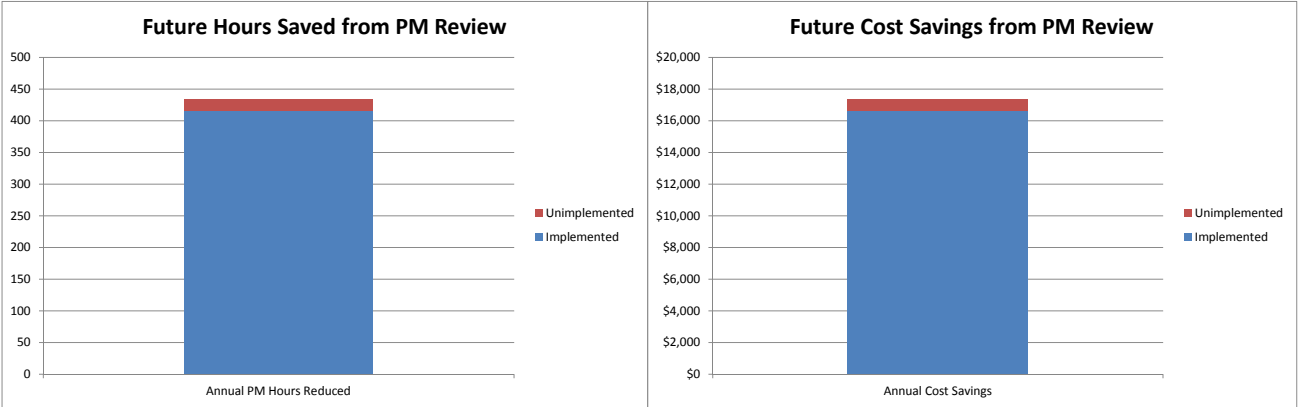 Future Hours Saved from PM Review
500
450
400
350
300
250
200
150
100
50
0
Annual PM Hours Reduced
Unimplemented
Implemented
Future Cost Savings from PM Review
$20,000
$18,000
$16,000
$14,000
$12,000
$10,000
$8,000
$6,000
$4,000
$2,000
$0
Annual Cost Savings
Unimplemented
Implemented